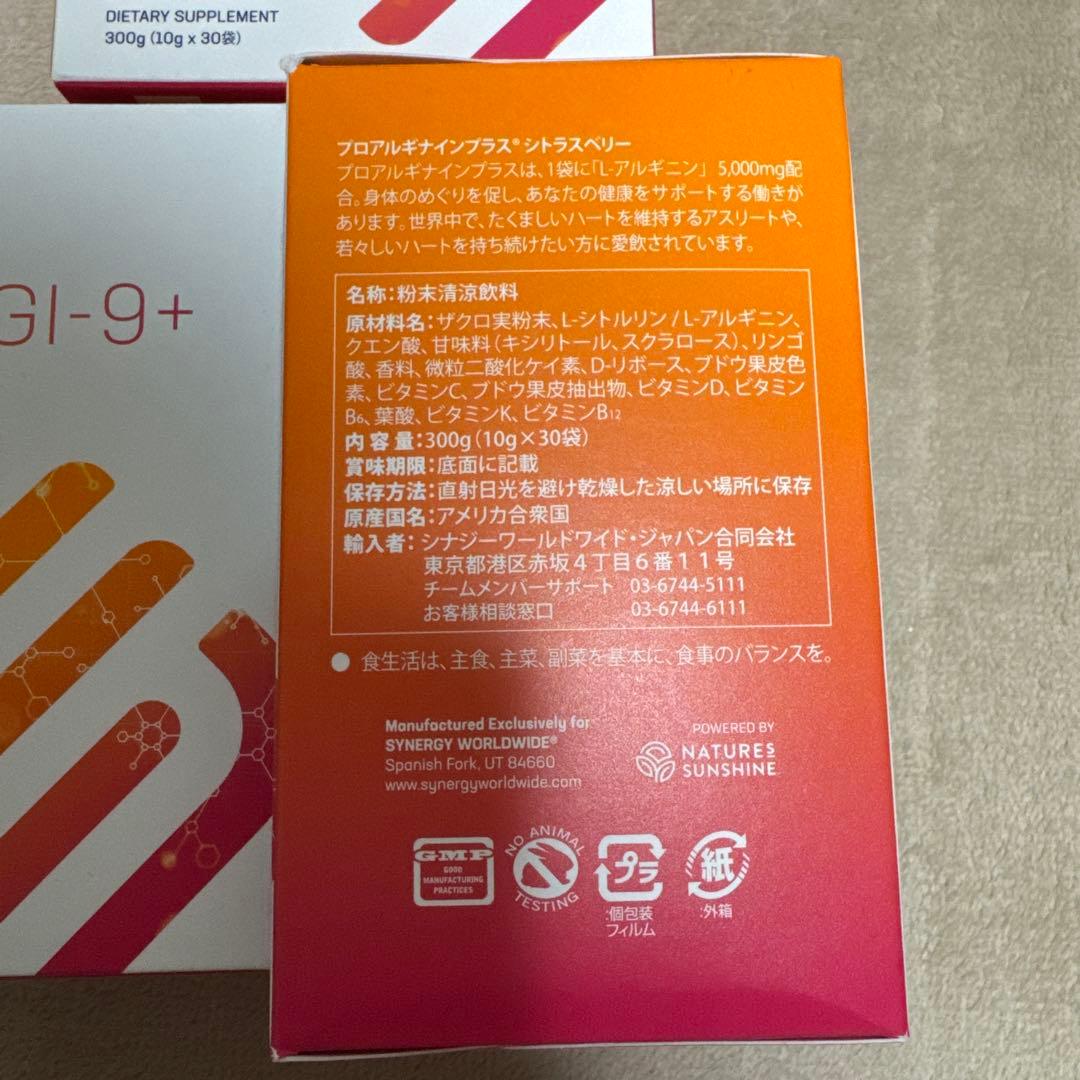 DIETARY SUPPLEMENT
300g (10g x 30袋)
GI-9+
プロアルギナインプラス® シトラスベリー
プロアルギナインプラスは、1袋に「L-アルギニン」 5,000mg配
合。身体のめぐりを促し、あなたの健康をサポートする働きが
あります。世界中で、たくましいハートを維持するアスリートや、
若々しいハートを持ち続けたい方に愛飲されています。
名称:粉末清涼飲料
原材料名:ザクロ実粉末、L-シトルリン / L-アルギニン、
クエン酸、甘味料(キシリトール、スクラロース)、リンゴ
酸、香料、微粒二酸化ケイ素、D-リボース、ブドウ果皮色
素、ビタミンC、ブドウ果皮抽出物、ビタミンD、ビタミン
B₆、葉酸、ビタミンK、ビタミンB₁₂
内容量:300g(10g×30袋)
賞味期限:底面に記載
保存方法:直射日光を避け乾燥した涼しい場所に保存
原産国名:アメリカ合衆国
輸入者:シナジーワールドワイド・ジャパン合同会社
東京都港区赤坂4丁目6番11号
チームメンバーサポート 03-6744-5111
お客様相談窓口 03-6744-6111
● 食生活は、主食、主菜、副菜を基本に、食事のバランスを。
Manufactured Exclusively for
SYNERGY WORLDWIDE®
Spanish Fork, UT 84660
www.synergyworldwide.com
POWERED BY
NATURES
SUNSHINE
GMP
GOOD
MANUFACTURING
PRACTICES
NO ANIMAL
TESTING
プラ
:個包装
フィルム
紙
:外箱